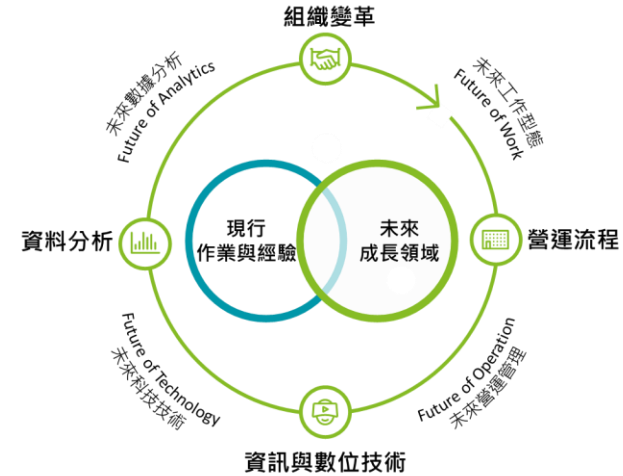 組織變革
未來數據分析
Future of Analytics
未來工作型態
Future of Work
現行
作業與經驗
未來
成長領域
資料分析
營運流程
Future of Technology
未來科技技術
Future of Operation
未來營運管理
資訊與數位技術